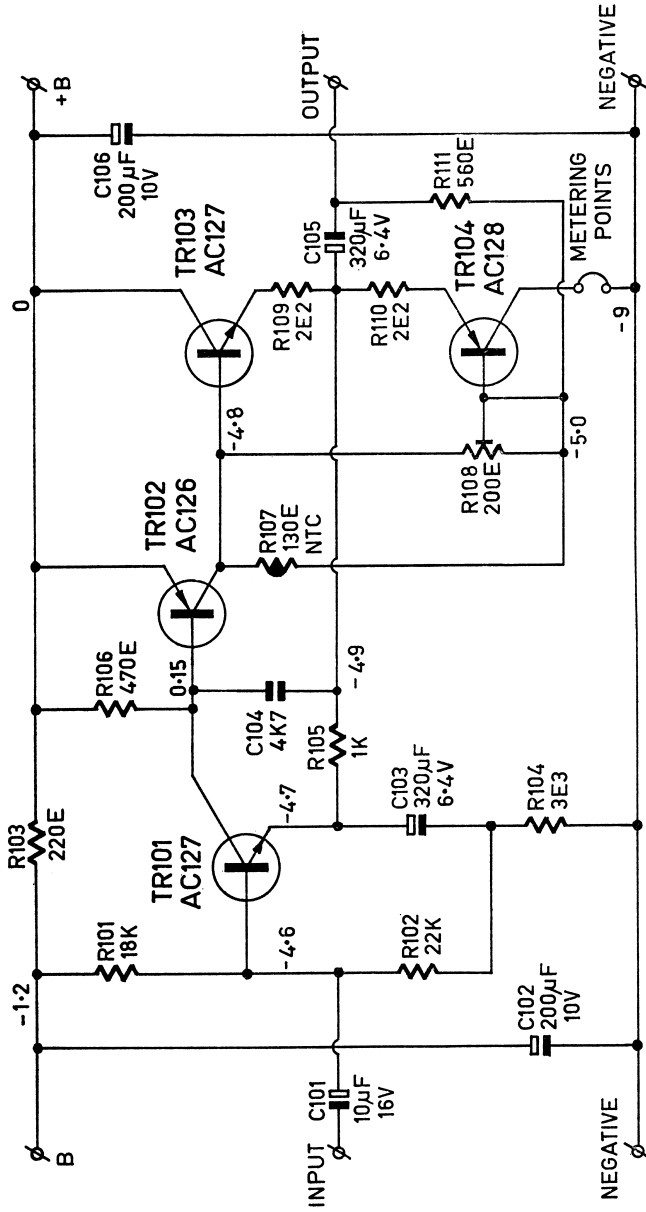 B
-1·2
R103
220E
0
+B
R101
18K
R106
470E
TR102
AC126
TR103
AC127
C106
200µF
10V
TR101
AC127
0·15
-4·6
-4·7
C104
4K7
-4·8
R109
2E2
C105
320µF
6·4V
INPUT
C101
10µF
16V
R105
1K
-4·9
R107
130E
NTC
OUTPUT
R102
22K
C103
320µF
6·4V
R110
2E2
R111
560E
TR104
AC128
R108
200E
C102
200µF
10V
R104
3E3
-5·0
METERING
POINTS
-9
NEGATIVE
NEGATIVE